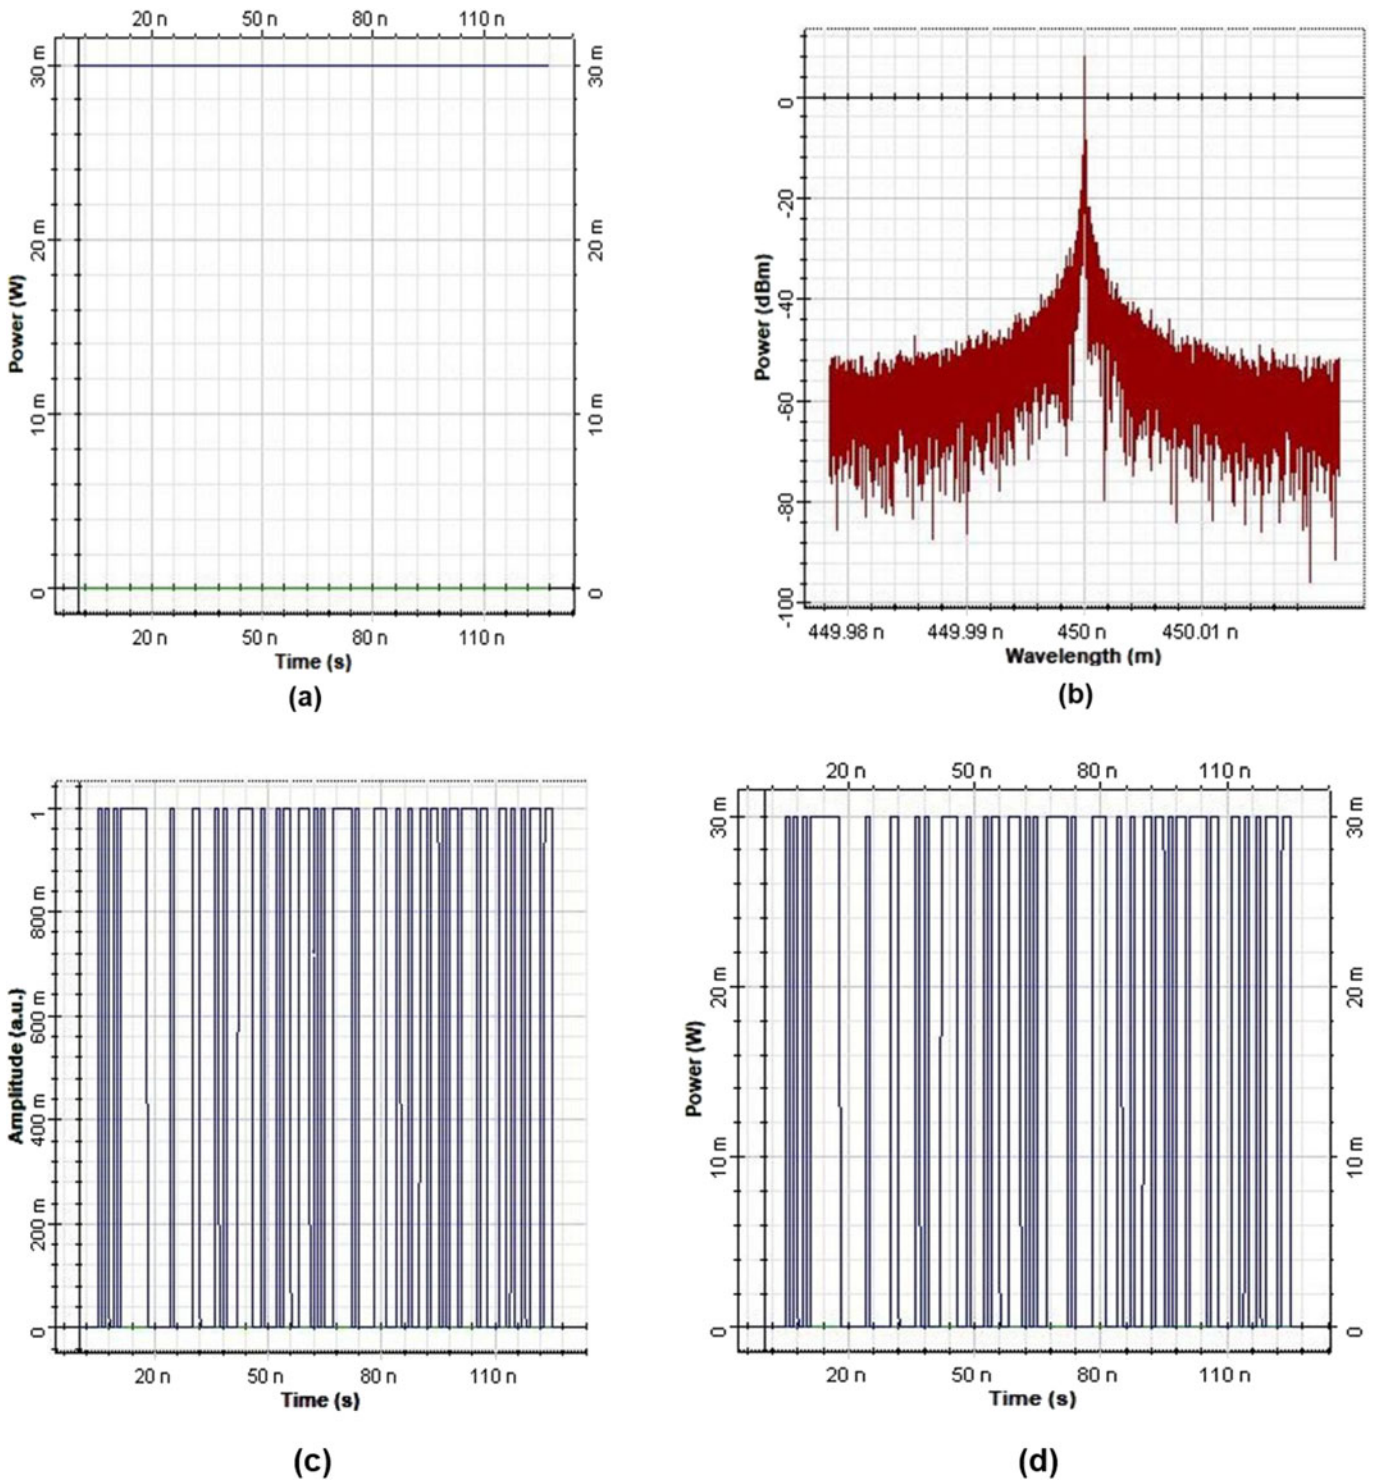 20 n 50 n 80 n 110 n
30 m
20 m
10 m
0
Power (W)
30 m
20 m
10 m
0
20 n 50 n 80 n 110 n
Time (s)
(a)
0
-20
-40
-60
-80
-100
Power (dBm)
449.98 n 449.99 n 450 n 450.01 n
Wavelength (m)
(b)
1
800 m
600 m
400 m
200 m
0
Amplitude (a.u.)
20 n 50 n 80 n 110 n
Time (s)
(c)
20 n 50 n 80 n 110 n
30 m
20 m
10 m
0
Power (W)
30 m
20 m
10 m
0
20 n 50 n 80 n 110 n
Time (s)
(d)